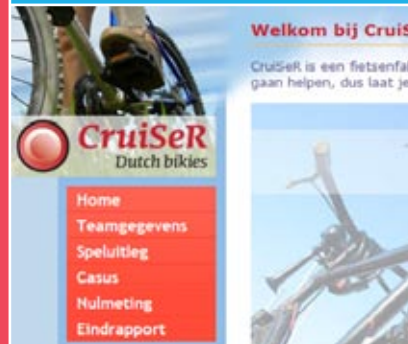 Welkom bij CruiS
CruiSeR is een fietsenfa
gaan helpen, dus laat je
CruiSeR
Dutch bikies
Home
Teamgegevens
Speluitleg
Casus
Nulmeting
Eindrapport